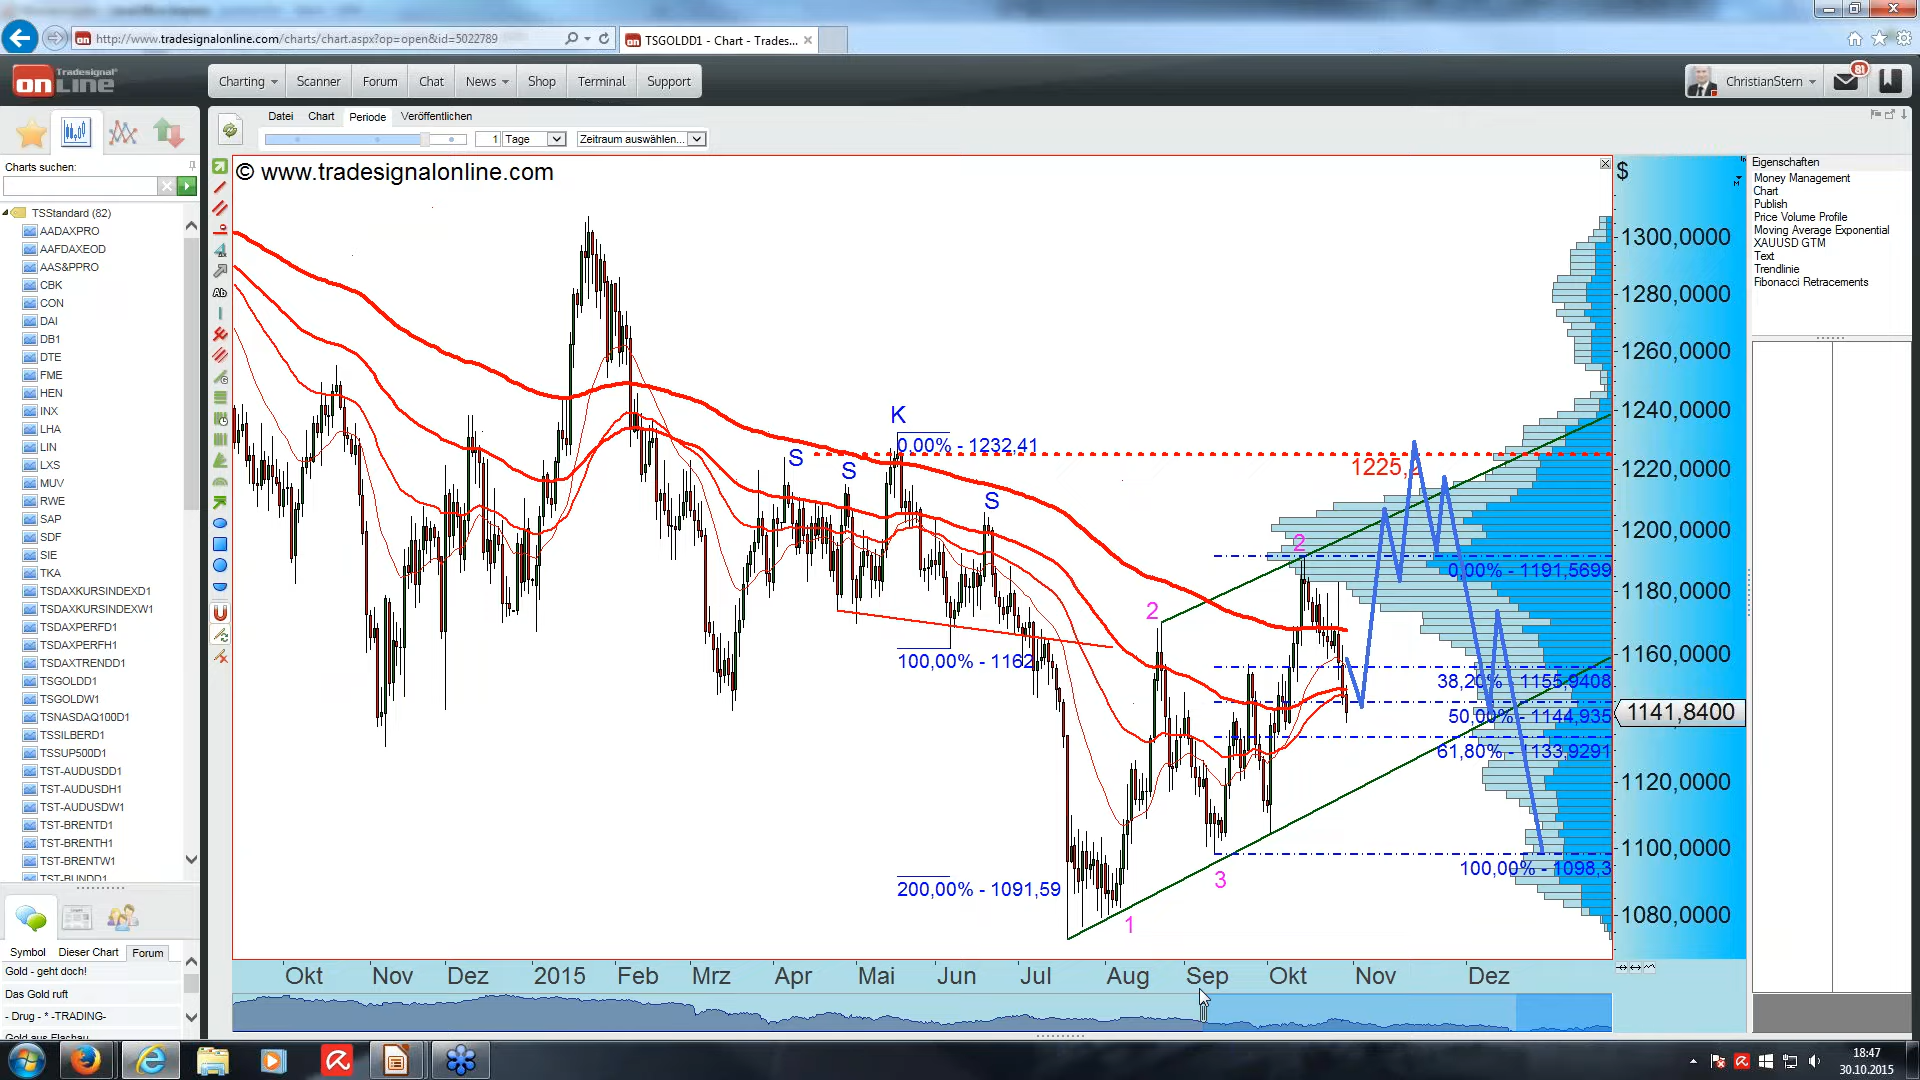 http://www.tradesignalonline.com/charts/chart.aspx?op=open&id=5022789
TSGOLDD1 - Chart - Trades...
Tradesignal
on LINE
Charting
Scanner
Forum
Chat
News
Shop
Terminal
Support
ChristianStern
81
Datei
Chart
Periode
Veröffentlichen
1
Tage
Zeitraum auswählen...
Charts suchen:
TSStandard (82)
AADAXPRO
AAFDAXEOD
AAS&PPRO
CBK
CON
DAI
DB1
DTE
FME
HEN
INX
LHA
LIN
LXS
MUV
RWE
SAP
SDF
SIE
TKA
TSDAXKURSINDEXD1
TSDAXKURSINDEXW1
TSDAXPERFD1
TSDAXPERFH1
TSDAXTRENDD1
TSGOLDD1
TSGOLDW1
TSNASDAQ100D1
TSSILBERD1
TSSUP500D1
TST-AUDUSDD1
TST-AUDUSDH1
TST-AUDUSDW1
TST-BRENTD1
TST-BRENTH1
TST-BRENTW1
TST-BUNDD1
Symbol
Dieser Chart
Forum
Gold - geht doch!
Das Gold ruft
- Drug - * -TRADING-
Gold aus Flachau
Ab
© www.tradesignalonline.com
K
0.00% - 1232,41
S
S
S
100,00% - 1162
200,00% - 1091,59
1225,
2
2
1
3
0.00% - 1191,5699
38,20% - 1155,9408
50,00% - 1144,935
61,80% - 1133,9291
100,00% - 1098,3
$
1300,0000
1280,0000
1260,0000
1240,0000
1220,0000
1200,0000
1180,0000
1160,0000
1141,8400
1120,0000
1100,0000
1080,0000
Okt
Nov
Dez
2015
Feb
Mrz
Apr
Mai
Jun
Jul
Aug
Sep
Okt
Nov
Dez
Eigenschaften
Money Management
Chart
Publish
Price Volume Profile
Moving Average Exponential
XAUUSD GTM
Text
Trendlinie
Fibonacci Retracements
18:47
30.10.2015